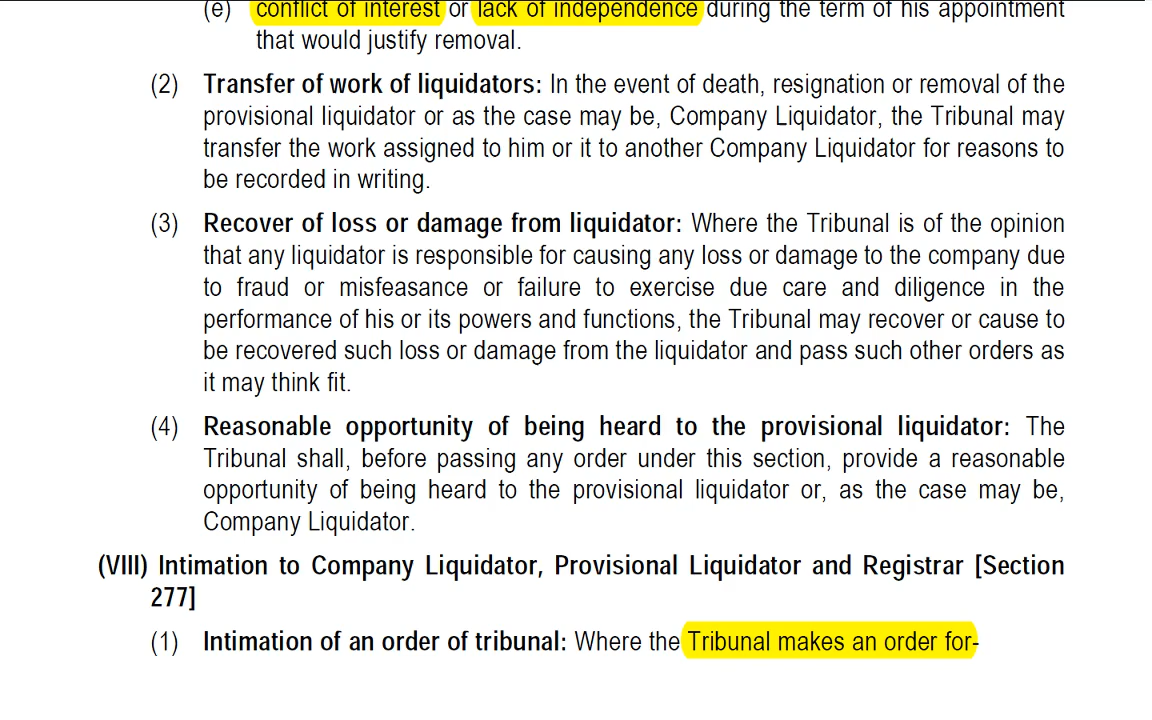 (e) conflict of interest or lack of independence during the term of his appointment
that would justify removal.
(2) Transfer of work of liquidators: In the event of death, resignation or removal of the
provisional liquidator or as the case may be, Company Liquidator, the Tribunal may
transfer the work assigned to him or it to another Company Liquidator for reasons to
be recorded in writing.
(3) Recover of loss or damage from liquidator: Where the Tribunal is of the opinion
that any liquidator is responsible for causing any loss or damage to the company due
to fraud or misfeasance or failure to exercise due care and diligence in the
performance of his or its powers and functions, the Tribunal may recover or cause to
be recovered such loss or damage from the liquidator and pass such other orders as
it may think fit.
(4) Reasonable opportunity of being heard to the provisional liquidator: The
Tribunal shall, before passing any order under this section, provide a reasonable
opportunity of being heard to the provisional liquidator or, as the case may be,
Company Liquidator.
(VIII) Intimation to Company Liquidator, Provisional Liquidator and Registrar [Section
277]
(1) Intimation of an order of tribunal: Where the Tribunal makes an order for-